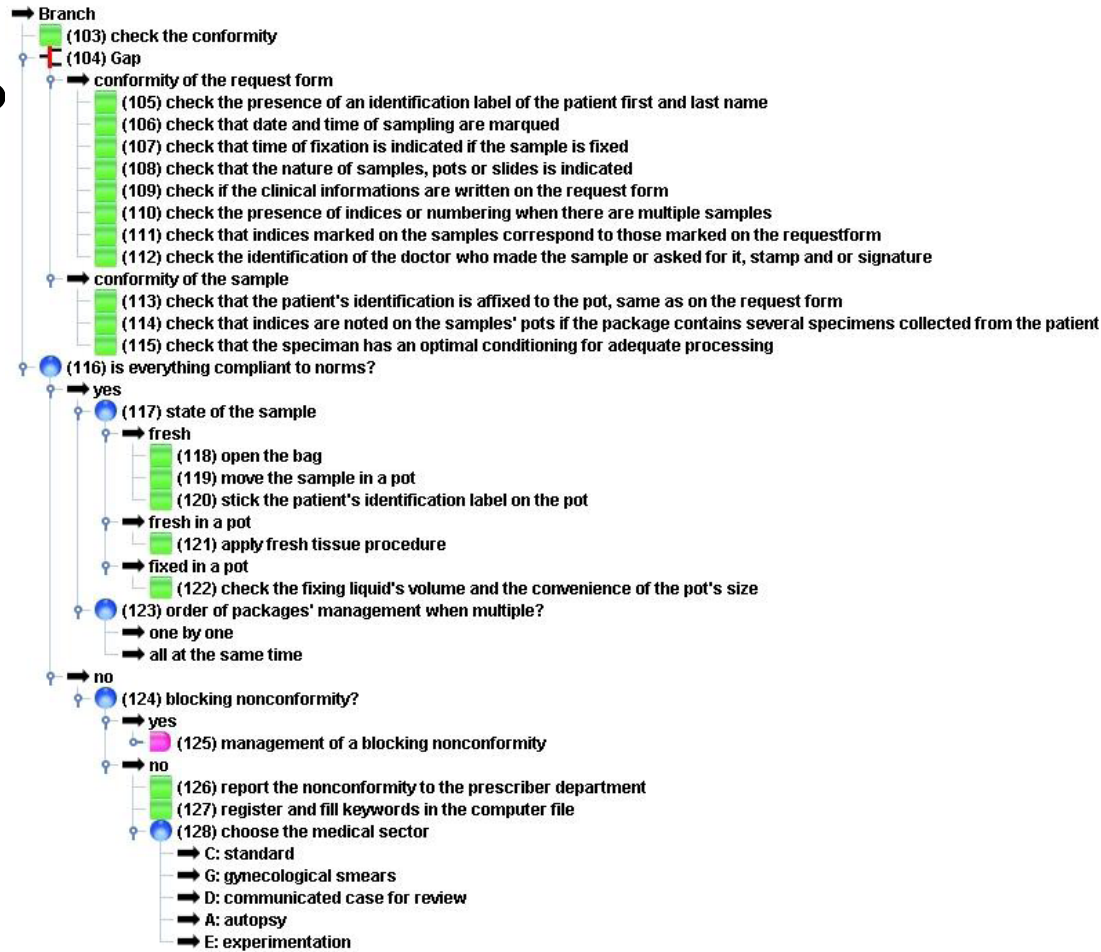 Branch
(103) check the conformity
(104) Gap
conformity of the request form
(105) check the presence of an identification label of the patient first and last name
(106) check that date and time of sampling are marqued
(107) check that time of fixation is indicated if the sample is fixed
(108) check that the nature of samples, pots or slides is indicated
(109) check if the clinical informations are written on the request form
(110) check the presence of indices or numbering when there are multiple samples
(111) check that indices marked on the samples correspond to those marked on the requestform
(112) check the identification of the doctor who made the sample or asked for it, stamp and or signature
conformity of the sample
(113) check that the patient's identification is affixed to the pot, same as on the request form
(114) check that indices are noted on the samples' pots if the package contains several specimens collected from the patient
(115) check that the speciman has an optimal conditioning for adequate processing
(116) is everything compliant to norms?
yes
(117) state of the sample
fresh
(118) open the bag
(119) move the sample in a pot
(120) stick the patient's identification label on the pot
fresh in a pot
(121) apply fresh tissue procedure
fixed in a pot
(122) check the fixing liquid's volume and the convenience of the pot's size
(123) order of packages' management when multiple?
one by one
all at the same time
no
(124) blocking nonconformity?
yes
(125) management of a blocking nonconformity
no
(126) report the nonconformity to the prescriber department
(127) register and fill keywords in the computer file
(128) choose the medical sector
C: standard
G: gynecological smears
D: communicated case for review
A: autopsy
E: experimentation